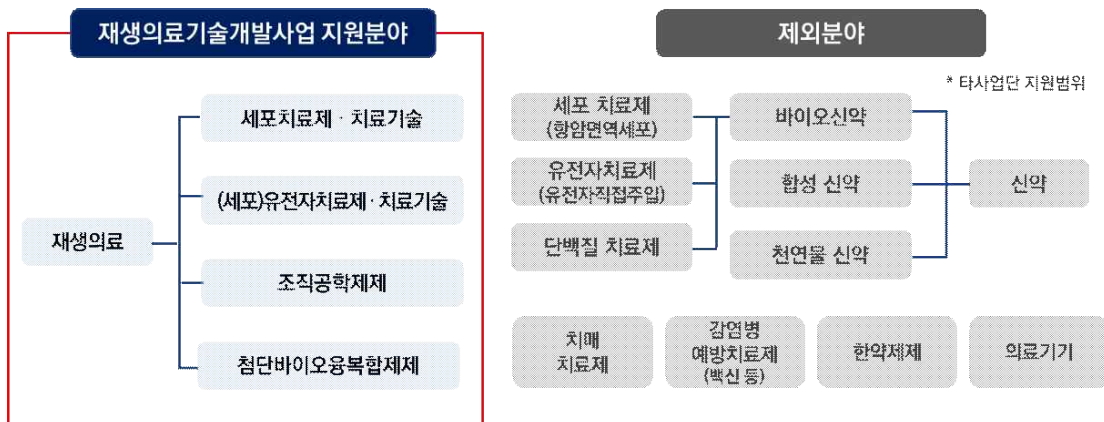 재생의료기술개발사업 지원분야
재생의료
세포치료제 · 치료기술
(세포)유전자치료제 · 치료기술
조직공학제제
첨단바이오융복합제제
제외분야
* 타사업단 지원범위
세포 치료제
(항암면역세포)
유전자치료제
(유전자직접주입)
단백질 치료제
바이오신약
합성 신약
천연물 신약
신약
치매
치료제
감염병
예방치료제
(백신 등)
한약제제
의료기기